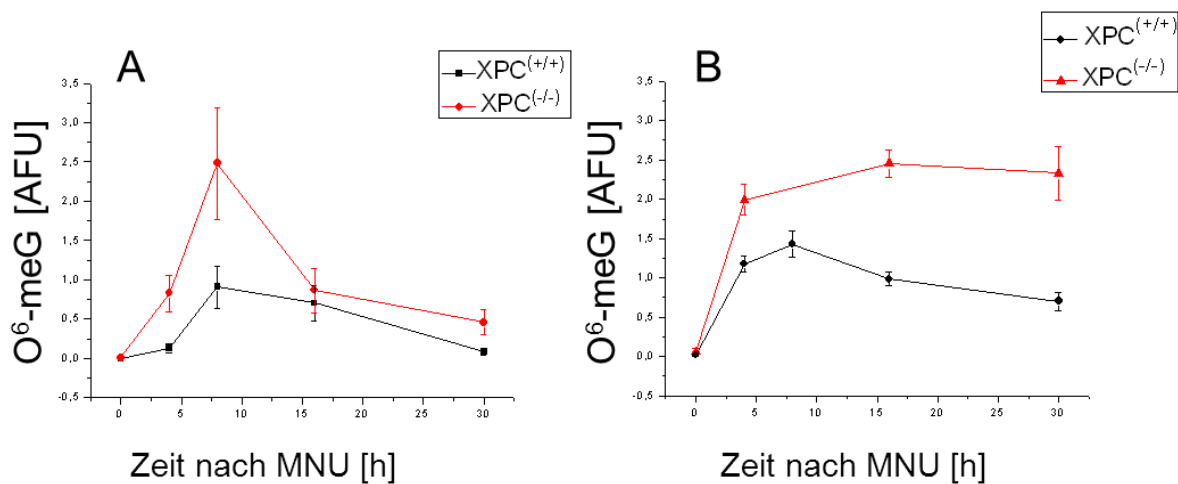 A
XPC(+/+)
XPC(-/-)
O6-meG [AFU]
3,5
3,0
2,5
2,0
1,5
1,0
0,5
0,0
-0,5
0 5 10 15 20 25 30
Zeit nach MNU [h]
B
XPC(+/+)
XPC(-/-)
O6-meG [AFU]
3,5
3,0
2,5
2,0
1,5
1,0
0,5
0,0
-0,5
0 5 10 15 20 25 30
Zeit nach MNU [h]